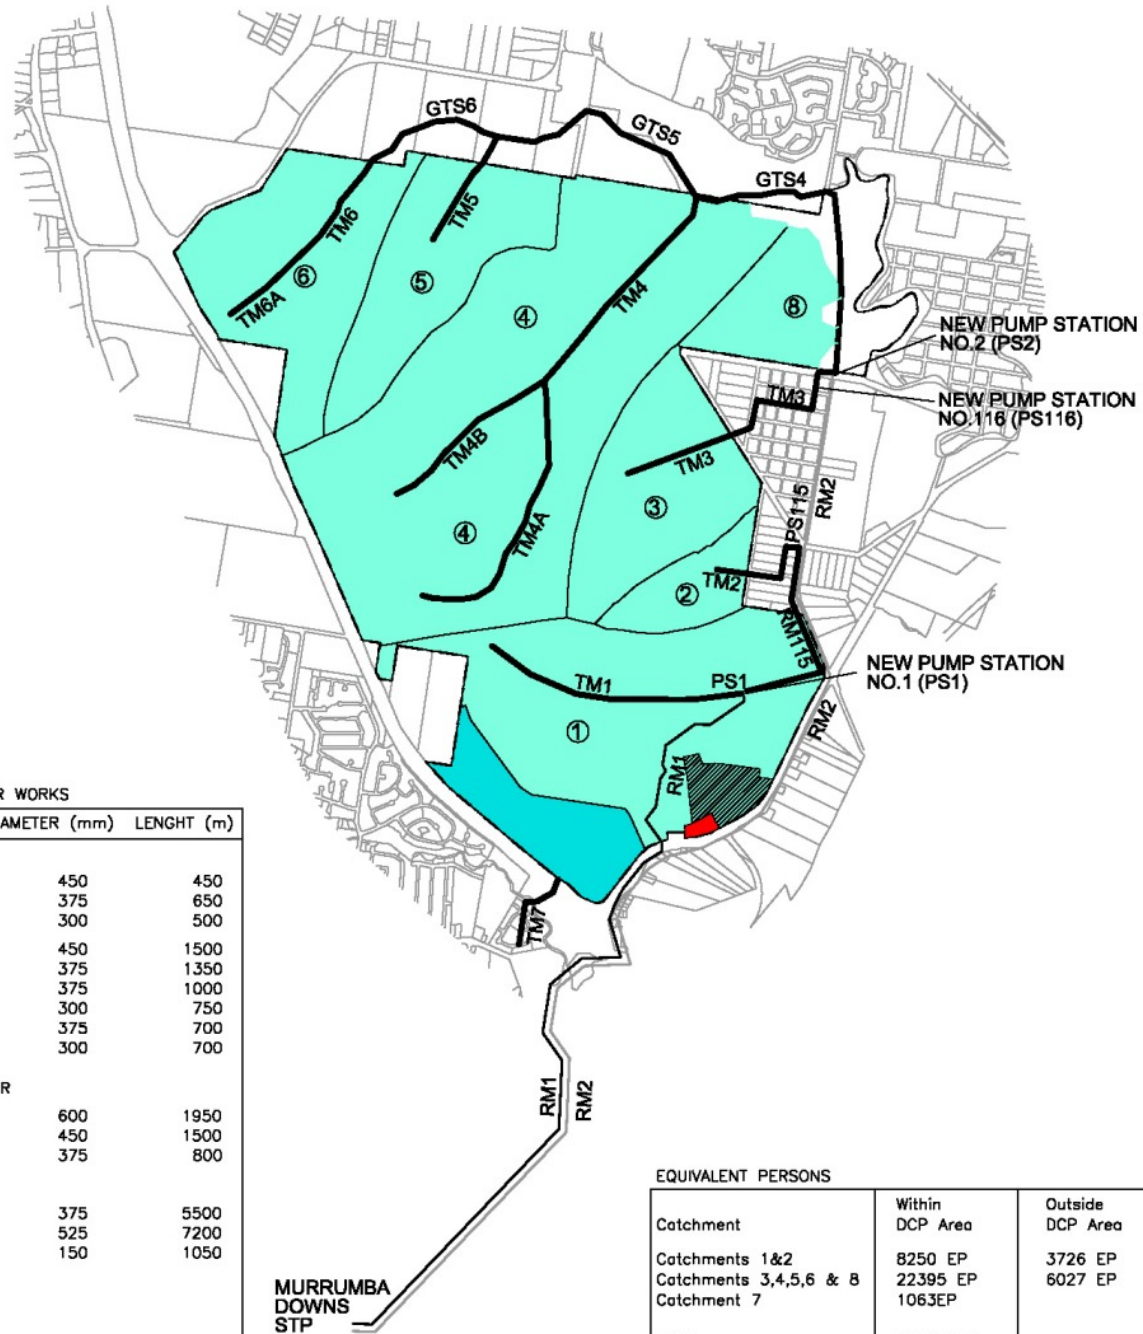 GTS6
GTS5
GTS4
TM5
TM6
TM6A
⑥
⑤
④
TM4
⑧
NEW PUMP STATION
NO.2 (PS2)
TM3
NEW PUMP STATION
NO.116 (PS116)
TM4B
TM3
③
RM2
PS115
④
TM4A
TM2
②
RM115
NEW PUMP STATION
NO.1 (PS1)
TM1
PS1
①
RM2
RM1
TM7
RM1
RM2
MURRUMBA
DOWNS
STP
R WORKS
AMETER (mm) LENGHT (m)
450 450
375 650
300 500
450 1500
375 1350
375 1000
300 750
375 700
300 700
R
600 1950
450 1500
375 800
375 5500
525 7200
150 1050
EQUIVALENT PERSONS
Catchment Within DCP Area Outside DCP Area
Catchments 1&2 8250 EP 3726 EP
Catchments 3,4,5,6 & 8 22395 EP 6027 EP
Catchment 7 1063EP